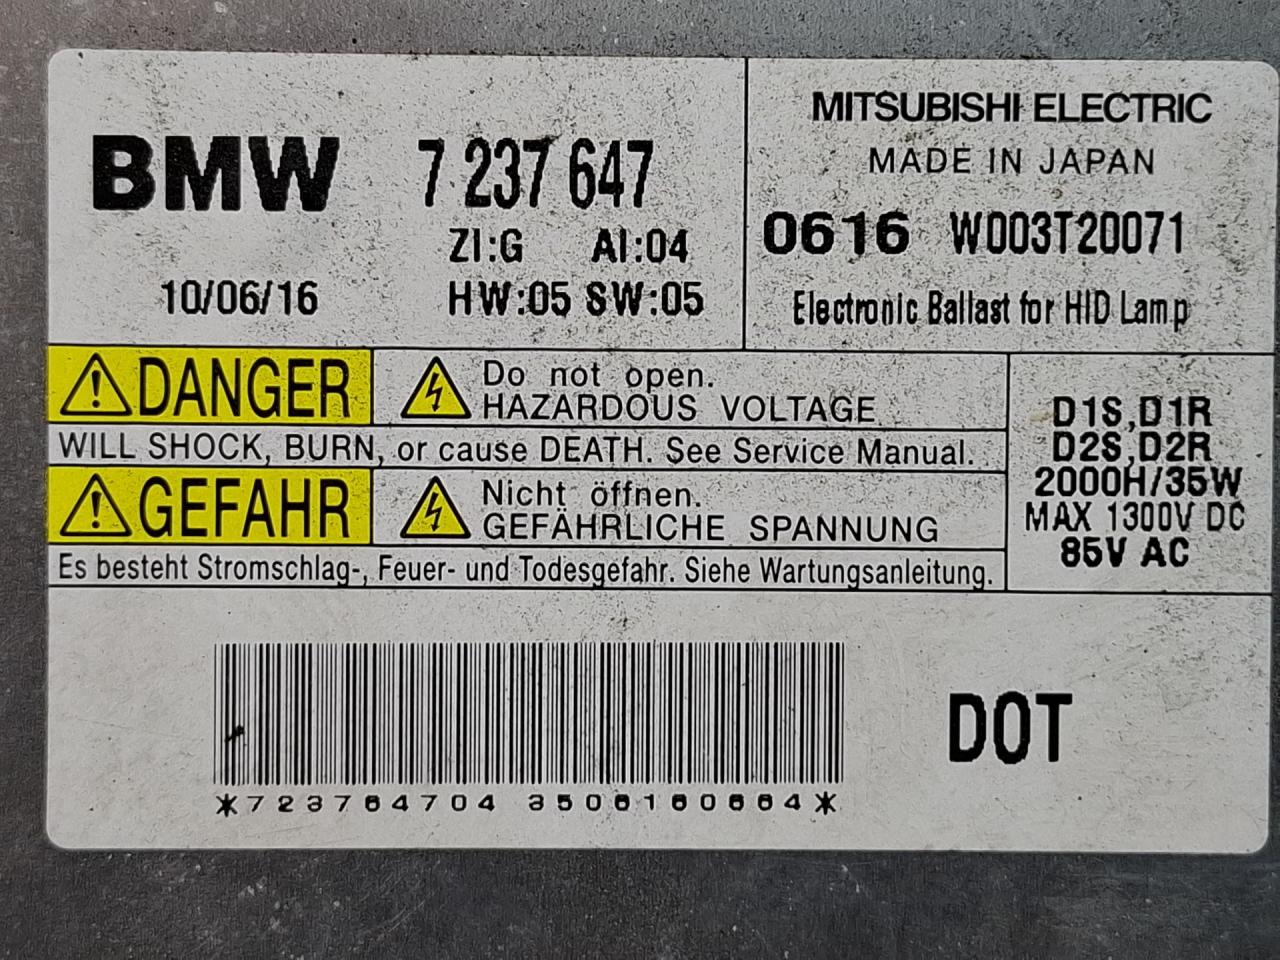 BMW 7 237 647
ZI:G AI:04
10/06/16 HW:05 SW:05
MITSUBISHI ELECTRIC
MADE IN JAPAN
0616 W003T20071
Electronic Ballast for HID Lamp
DANGER
Do not open.
HAZARDOUS VOLTAGE
WILL SHOCK, BURN, or cause DEATH. See Service Manual.
GEFAHR
Nicht öffnen.
GEFÄHRLICHE SPANNUNG
Es besteht Stromschlag-, Feuer- und Todesgefahr. Siehe Wartungsanleitung.
D1S,D1R
D2S,D2R
2000H/35W
MAX 1300V DC
85V AC
*723764704 3506160664*
DOT